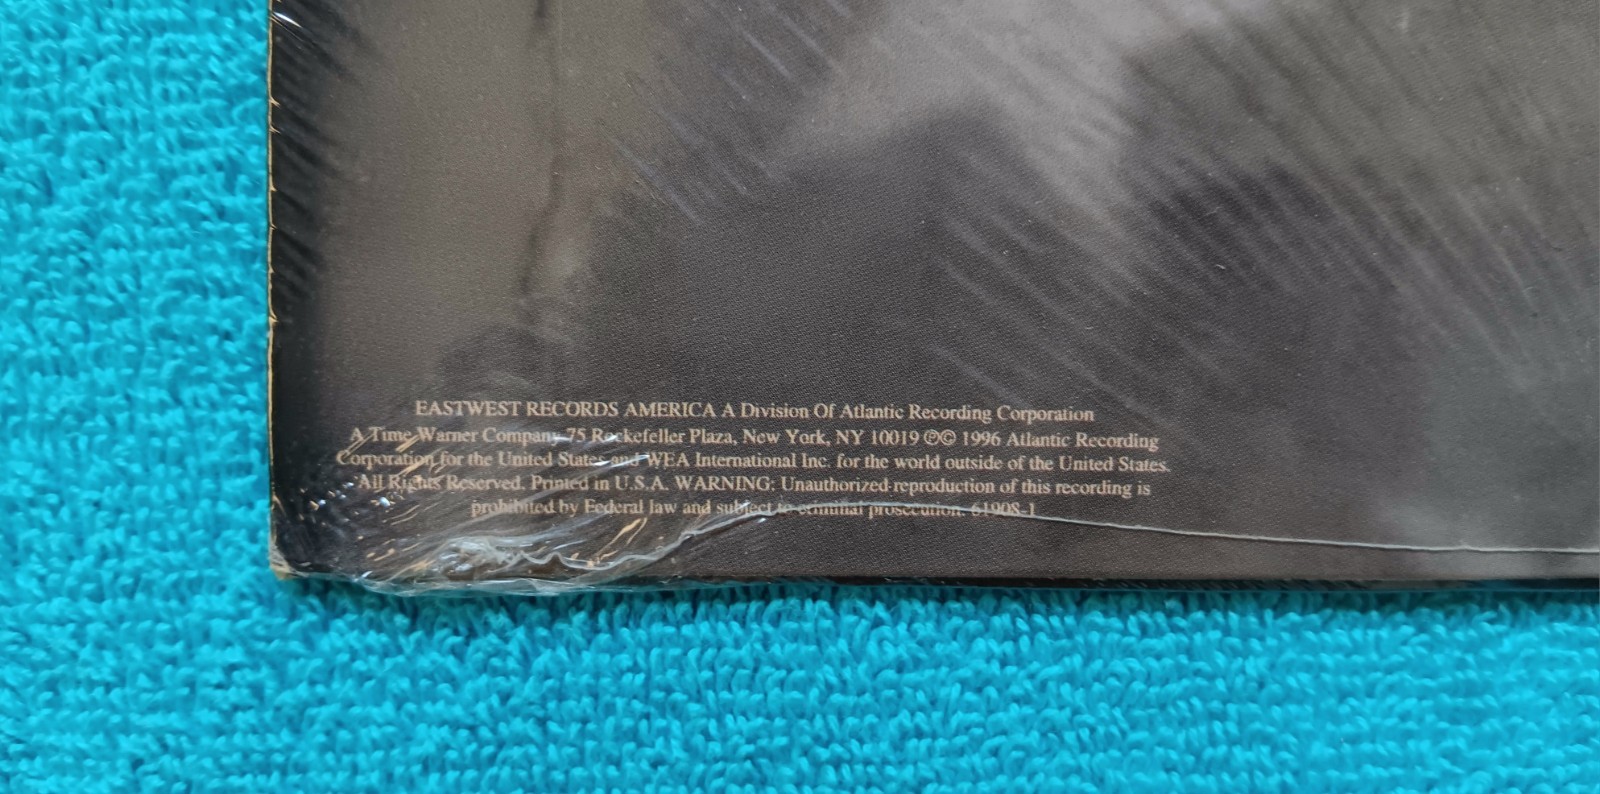 EASTWEST RECORDS AMERICA A Division Of Atlantic Recording Corporation
A Time Warner Company 75 Rockefeller Plaza, New York, NY 10019 ℗© 1996 Atlantic Recording
Corporation for the United States and WEA International Inc. for the world outside of the United States.
All Rights Reserved. Printed in U.S.A. WARNING: Unauthorized reproduction of this recording is
prohibited by Federal law and subject to criminal prosecution. 61908-1